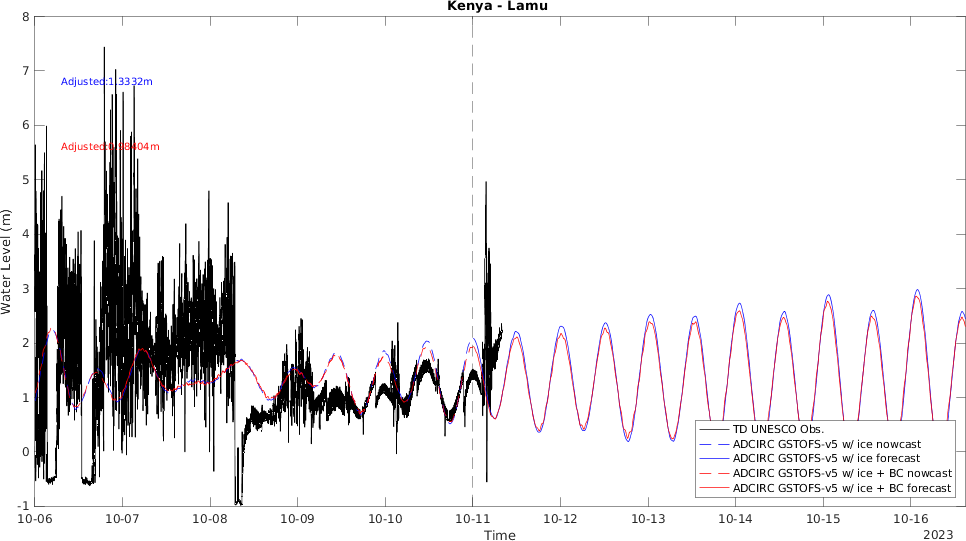 Kenya - Lamu
8
7
6
5
4
3
2
1
0
-1
Water Level (m)
Adjusted:1.3332m
Adjusted:0.98404m
TD UNESCO Obs.
ADCIRC GSTOFS-v5 w/ ice nowcast
ADCIRC GSTOFS-v5 w/ ice forecast
ADCIRC GSTOFS-v5 w/ ice + BC nowcast
ADCIRC GSTOFS-v5 w/ ice + BC forecast
10-06 10-07 10-08 10-09 10-10 10-11 10-12 10-13 10-14 10-15 10-16
Time
2023